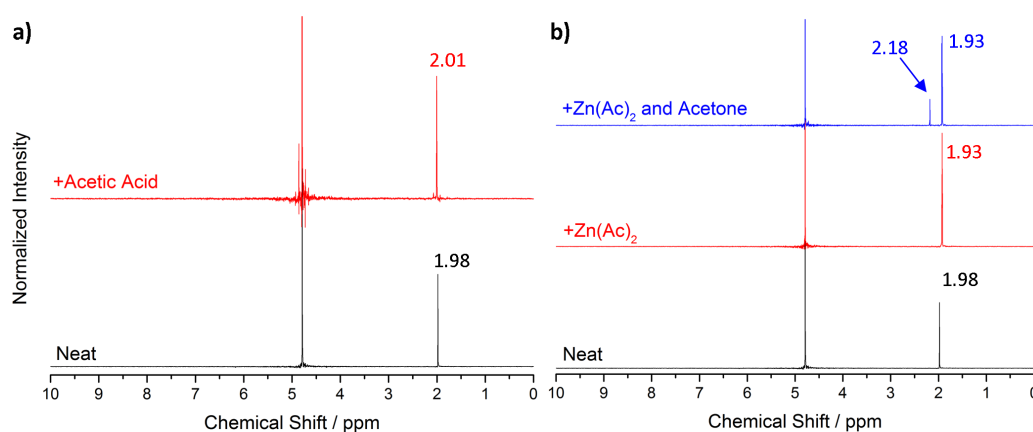 a)
2.01
+Acetic Acid
1.98
Neat
Normalized Intensity
10 9 8 7 6 5 4 3 2 1 0
Chemical Shift / ppm
b)
2.18
1.93
+Zn(Ac)₂ and Acetone
1.93
+Zn(Ac)₂
1.98
Neat
10 9 8 7 6 5 4 3 2 1 0
Chemical Shift / ppm